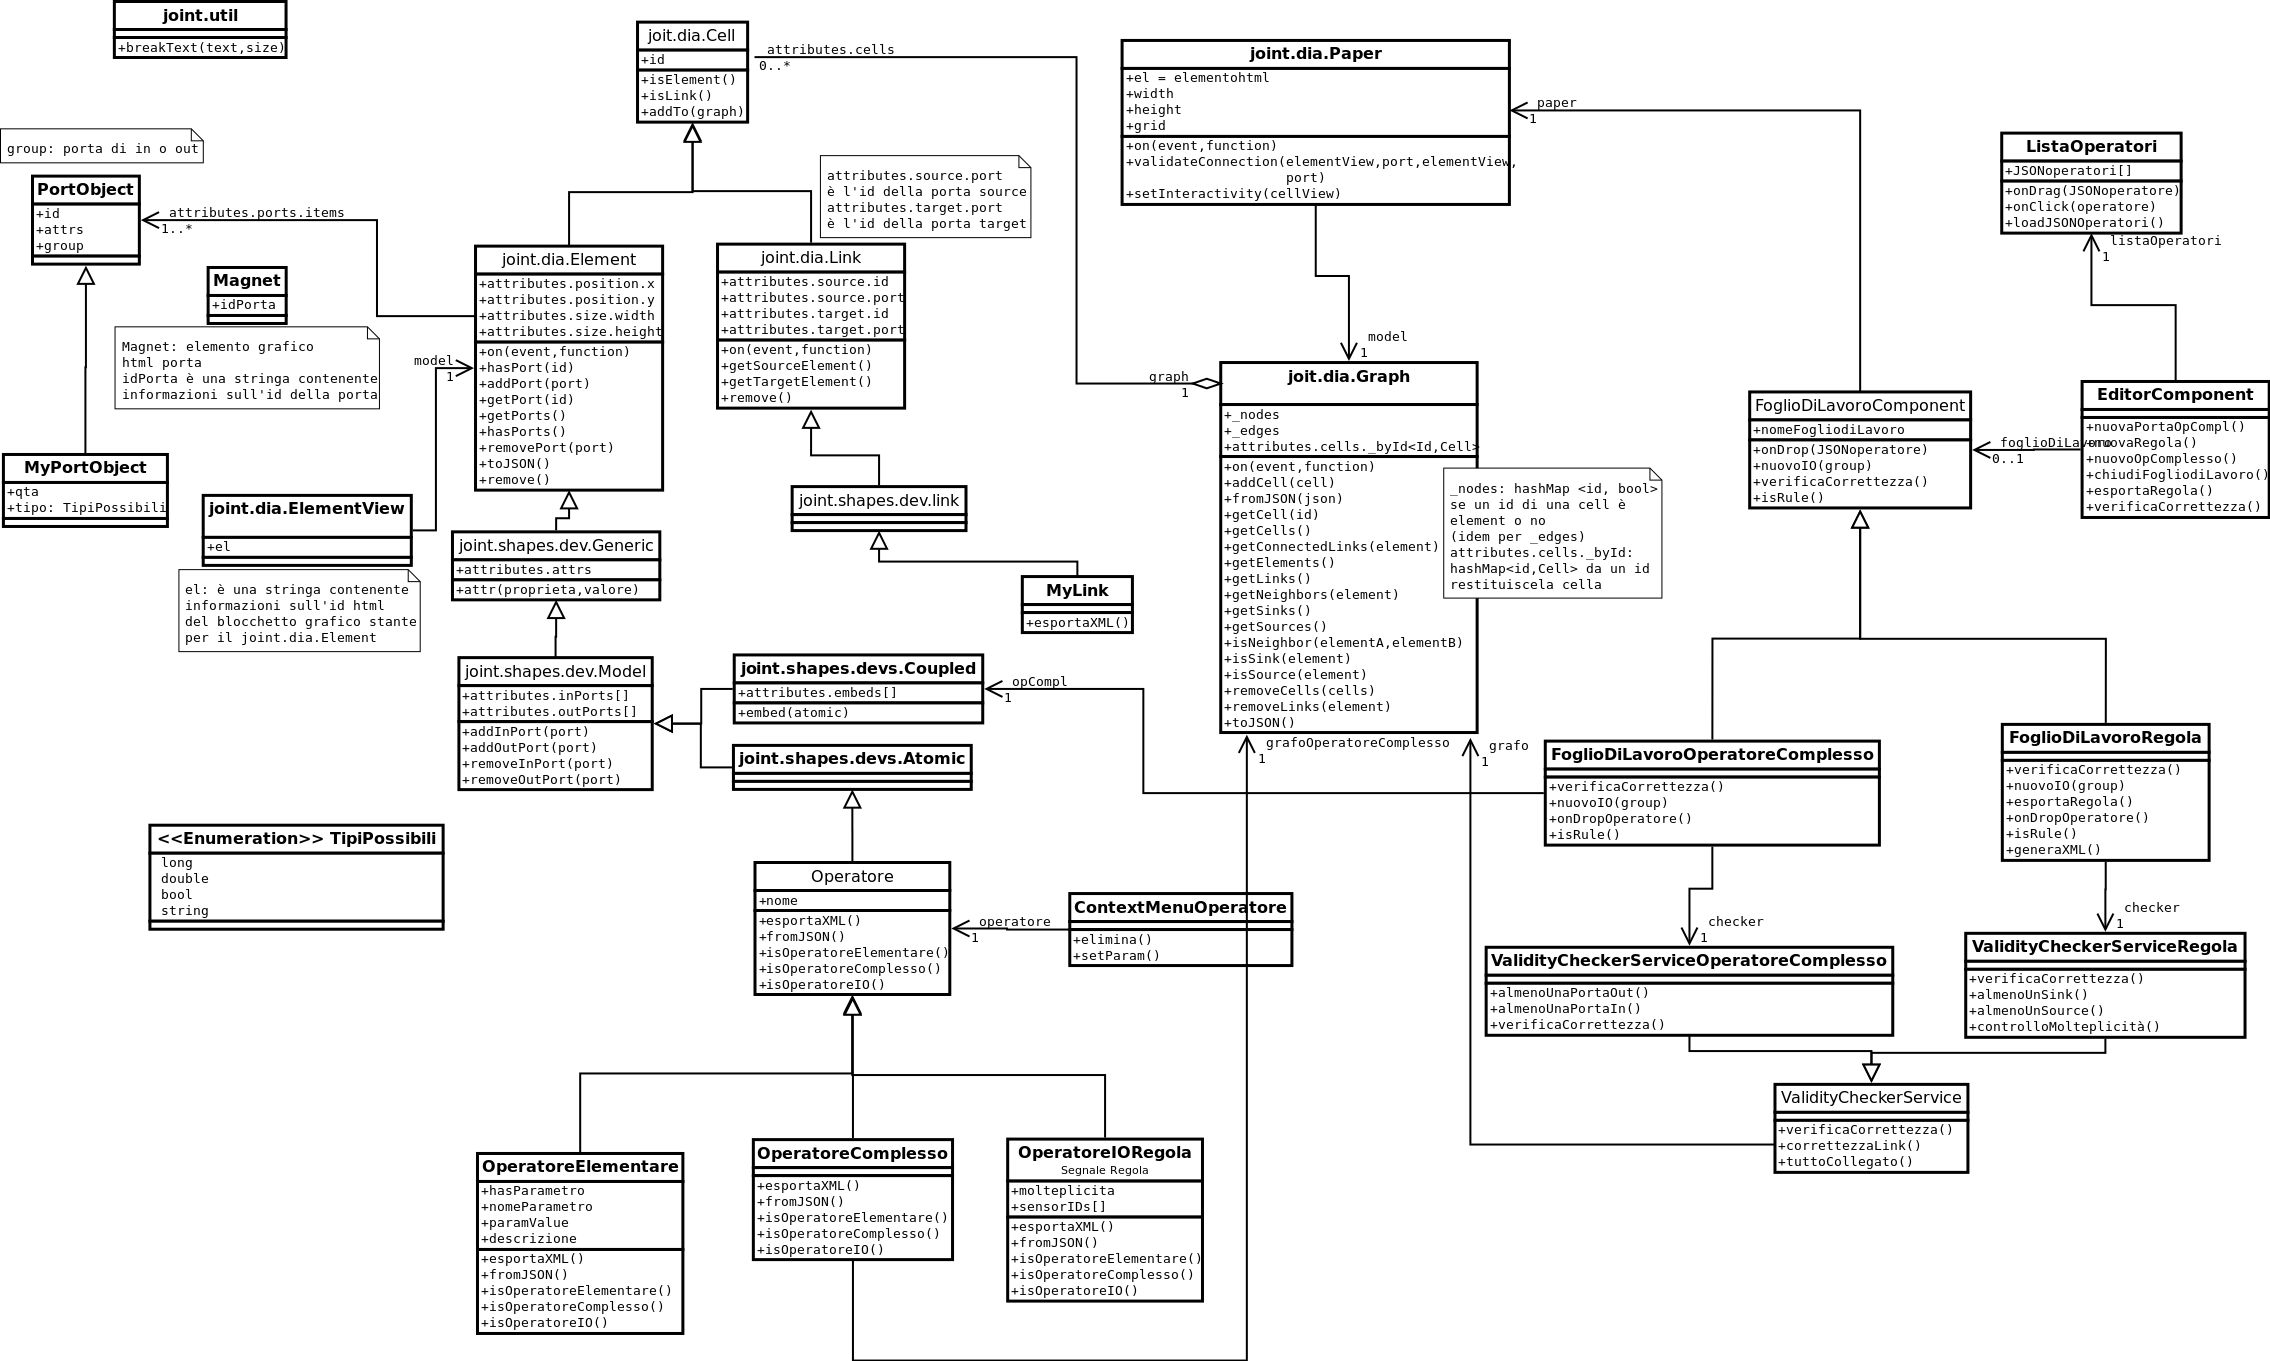 joint.util
+breakText(text,size)
joit.dia.Cell
+id
+isElement()
+isLink()
+addTo(graph)
attributes.cells
0..*
joint.dia.Paper
+el = elementohtml
+width
+height
+grid
+on(event,function)
+validateConnection(elementView,port,elementView,
port)
+setInteractivity(cellView)
paper
1
ListaOperatori
+JSONoperatori[]
+onDrag(JSONoperatore)
+onClick(operatore)
+loadJSONOperatori()
listaOperatori
1
group: porta di in o out
PortObject
+id
+attrs
+group
attributes.ports.items
1..*
attributes.source.port
è l'id della porta source
attributes.target.port
è l'id della porta target
Magnet
+idPorta
Magnet: elemento grafico
html porta
idPorta è una stringa contenente
informazioni sull'id della porta
joint.dia.Element
+attributes.position.x
+attributes.position.y
+attributes.size.width
+attributes.size.height
+on(event,function)
+hasPort(id)
+addPort(port)
+getPort(id)
+getPorts()
+hasPorts()
+removePort(port)
+toJSON()
+remove()
model
1
joint.dia.Link
+attributes.source.id
+attributes.source.port
+attributes.target.id
+attributes.target.port
+on(event,function)
+getSourceElement()
+getTargetElement()
+remove()
model
1
graph
1
joit.dia.Graph
+_nodes
+_edges
+attributes.cells._byId<Id,Cell>
+on(event,function)
+addCell(cell)
+fromJSON(json)
+getCell(id)
+getCells()
+getConnectedLinks(element)
+getElements()
+getLinks()
+getNeighbors(element)
+getSinks()
+getSources()
+isNeighbor(elementA,elementB)
+isSink(element)
+isSource(element)
+removeCells(cells)
+removeLinks(element)
+toJSON()
_nodes: hashMap <id, bool>
se un id di una cell è
element o no
(idem per _edges)
attributes.cells._byId:
hashMap<id,Cell> da un id
restituiscela cella
FoglioDiLavoroComponent
+nomeFogliodiLavoro
+onDrop(JSONoperatore)
+nuovoIO(group)
+verificaCorrettezza()
+isRule()
foglioDiLavoro
0..1
EditorComponent
+nuovaPortaOpCompl()
+nuovaRegola()
+nuovoOpComplesso()
+chiudiFogliodiLavoro()
+esportaRegola()
+verificaCorrettezza()
MyPortObject
+qta
+tipo: TipiPossibili
joint.dia.ElementView
+el
el: è una stringa contenente
informazioni sull'id html
del blocchetto grafico stante
per il joint.dia.Element
joint.shapes.dev.Generic
+attributes.attrs
+attr(proprieta,valore)
joint.shapes.dev.link
MyLink
+esportaXML()
joint.shapes.dev.Model
+attributes.inPorts[]
+attributes.outPorts[]
+addInPort(port)
+addOutPort(port)
+removeInPort(port)
+removeOutPort(port)
joint.shapes.devs.Coupled
+attributes.embeds[]
+embed(atomic)
opCompl
1
joint.shapes.devs.Atomic
grafoOperatoreComplesso
1
grafo
1
FoglioDiLavoroOperatoreComplesso
+verificaCorrettezza()
+nuovoIO(group)
+onDropOperatore()
+isRule()
FoglioDiLavoroRegola
+verificaCorrettezza()
+nuovoIO(group)
+esportaRegola()
+onDropOperatore()
+isRule()
+generaXML()
<<Enumeration>> TipiPossibili
long
double
bool
string
Operatore
+nome
+esportaXML()
+fromJSON()
+isOperatoreElementare()
+isOperatoreComplesso()
+isOperatoreIO()
operatore
1
ContextMenuOperatore
+elimina()
+setParam()
checker
1
checker
1
ValidityCheckerServiceOperatoreComplesso
+almenoUnaPortaOut()
+almenoUnaPortaIn()
+verificaCorrettezza()
ValidityCheckerServiceRegola
+verificaCorrettezza()
+almenoUnSink()
+almenoUnSource()
+controlloMolteplicità()
ValidityCheckerService
+verificaCorrettezza()
+correttezzaLink()
+tuttoCollegato()
OperatoreElementare
+hasParametro
+nomeParametro
+paramValue
+descrizione
+esportaXML()
+fromJSON()
+isOperatoreElementare()
+isOperatoreComplesso()
+isOperatoreIO()
OperatoreComplesso
+esportaXML()
+fromJSON()
+isOperatoreElementare()
+isOperatoreComplesso()
+isOperatoreIO()
OperatoreIORegola
Segnale Regola
+molteplicita
+sensorIDs[]
+esportaXML()
+fromJSON()
+isOperatoreElementare()
+isOperatoreComplesso()
+isOperatoreIO()